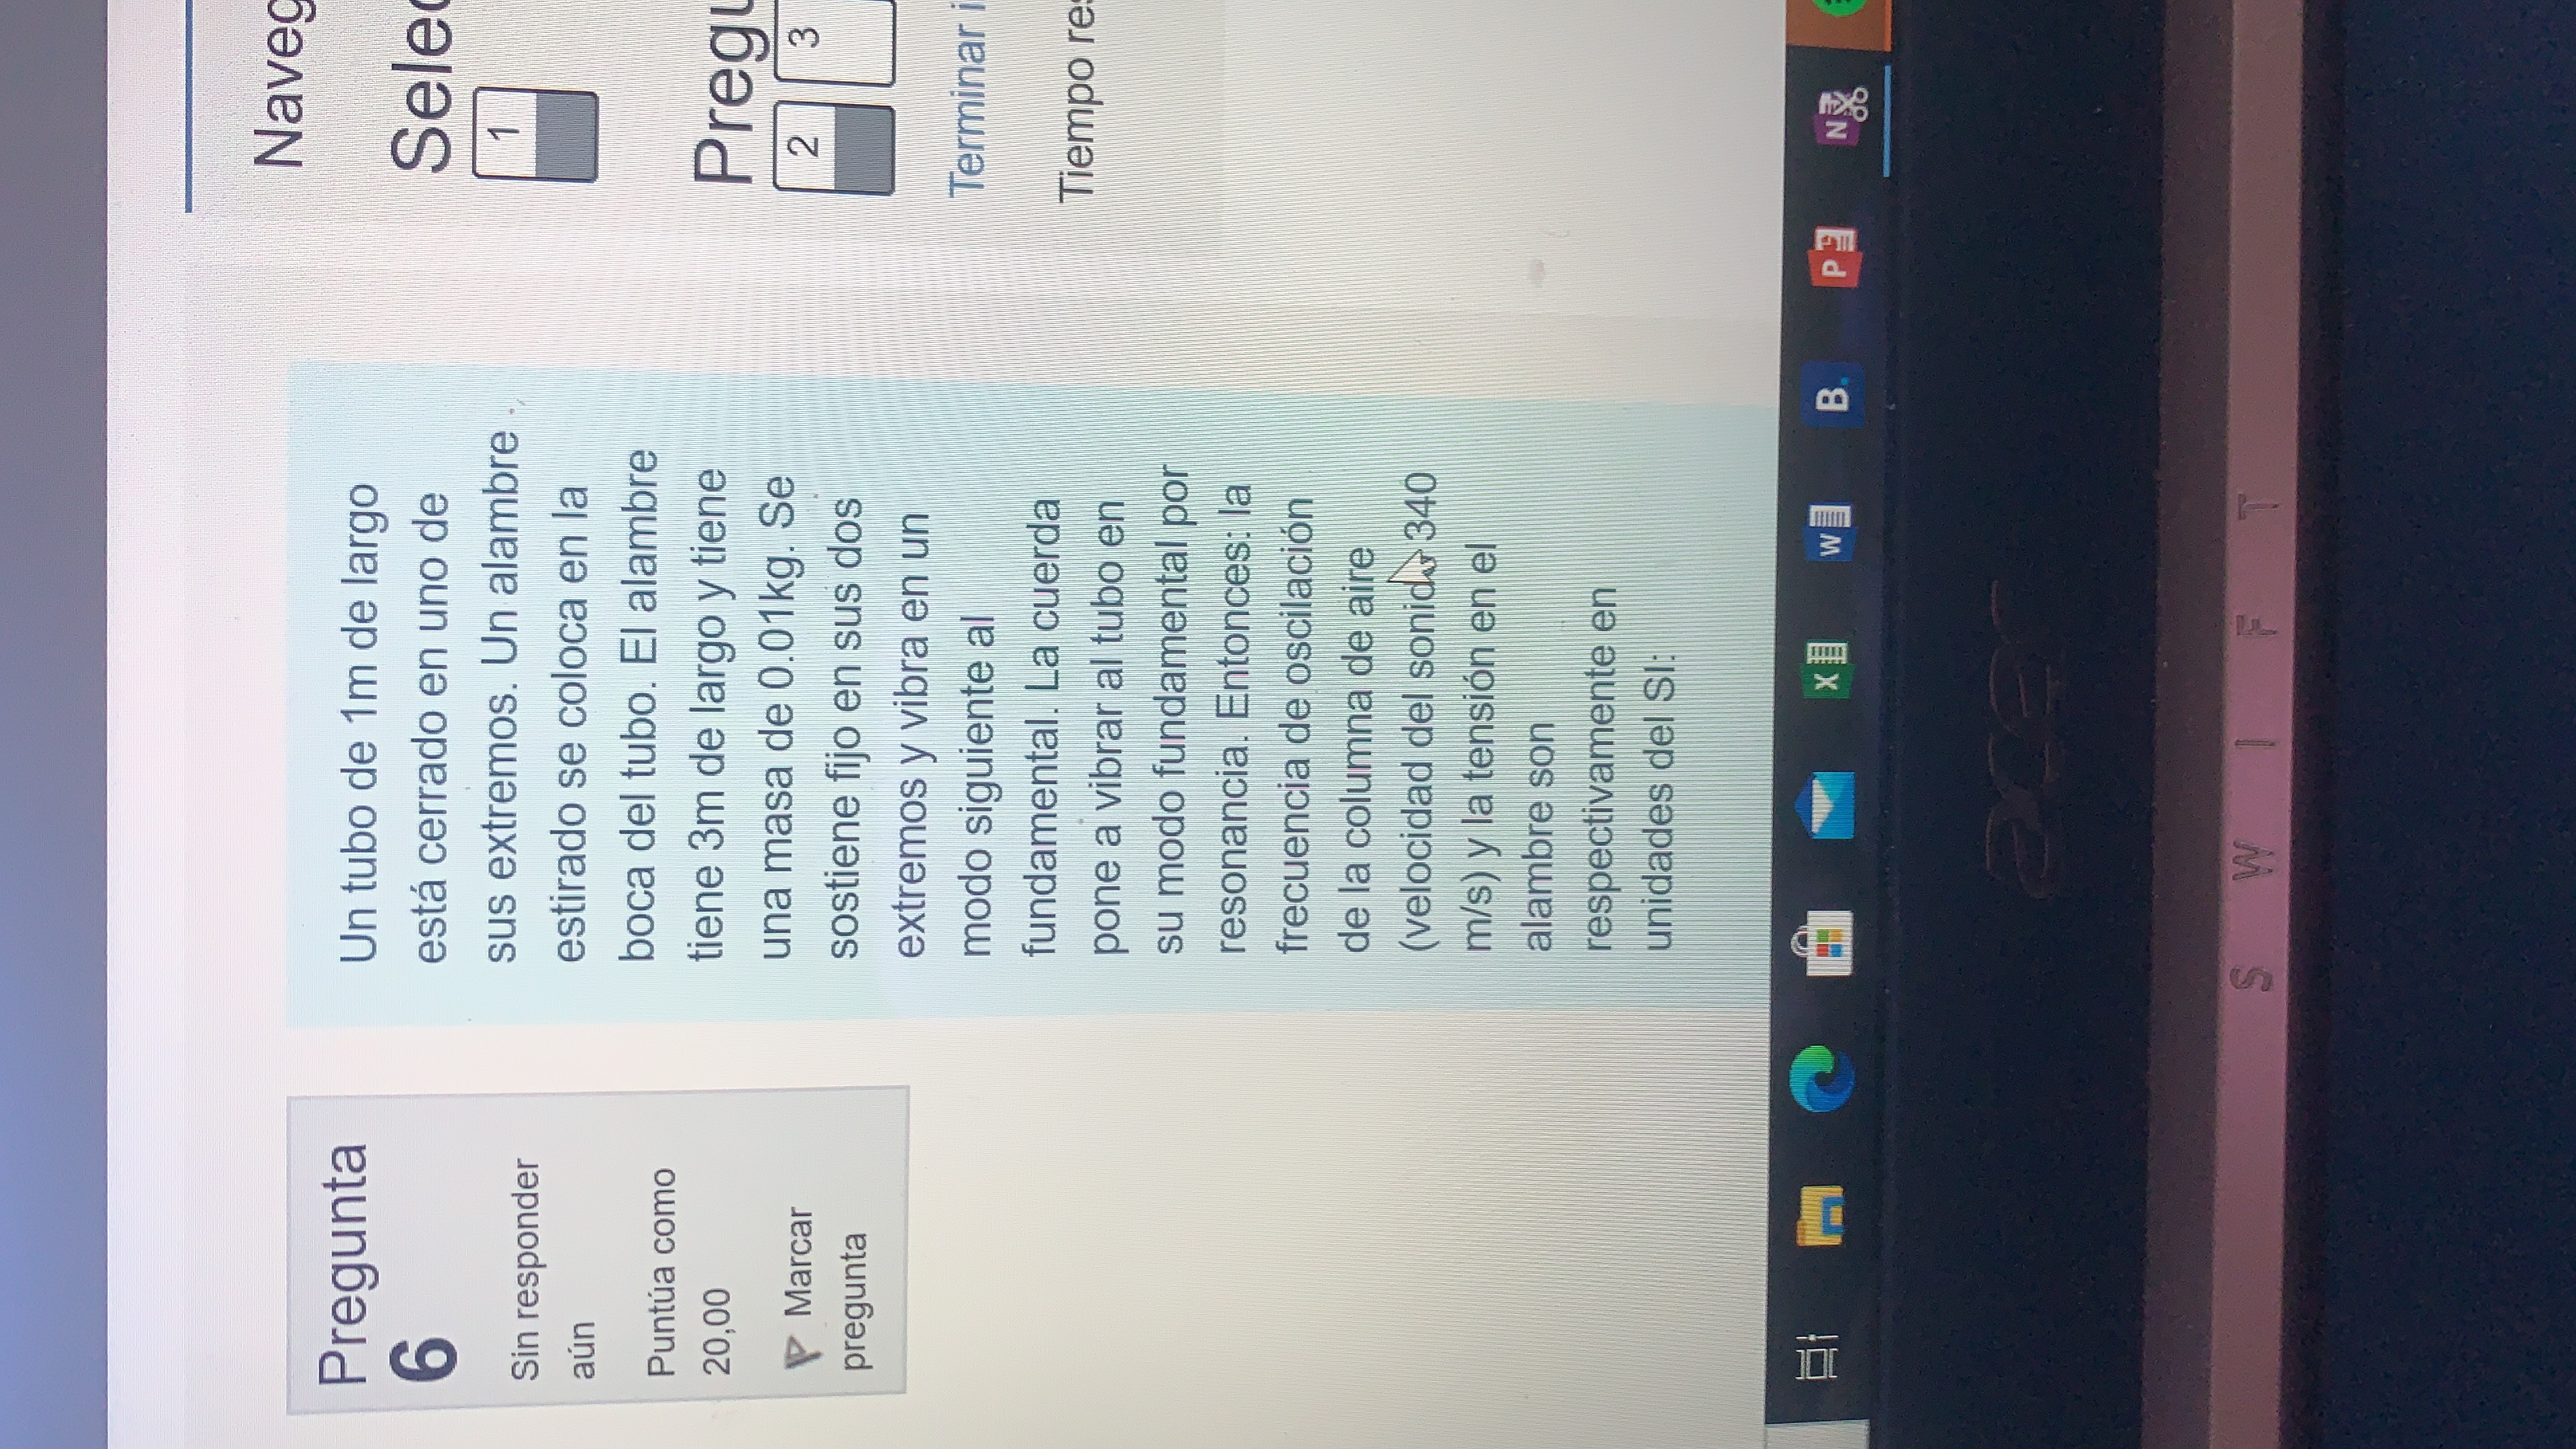 Pregunta
6
Sin responder
aún
Puntúa como
20,00
Marcar
pregunta
Un tubo de 1m de largo
está cerrado en uno de
sus extremos. Un alambre
estirado se coloca en la
boca del tubo. El alambre
tiene 3m de largo y tiene
una masa de 0.01kg. Se
sostiene fijo en sus dos
extremos y vibra en un
modo siguiente al
fundamental. La cuerda
pone a vibrar al tubo en
su modo fundamental por
resonancia. Entonces: la
frecuencia de oscilación
de la columna de aire
(velocidad del sonido 340
m/s) y la tensión en el
alambre son
respectivamente en
unidades del SI:
Naveg
Selec
1
Pregu
2 3
Terminar i
Tiempo res
X W B. P N
acer
SWIFT